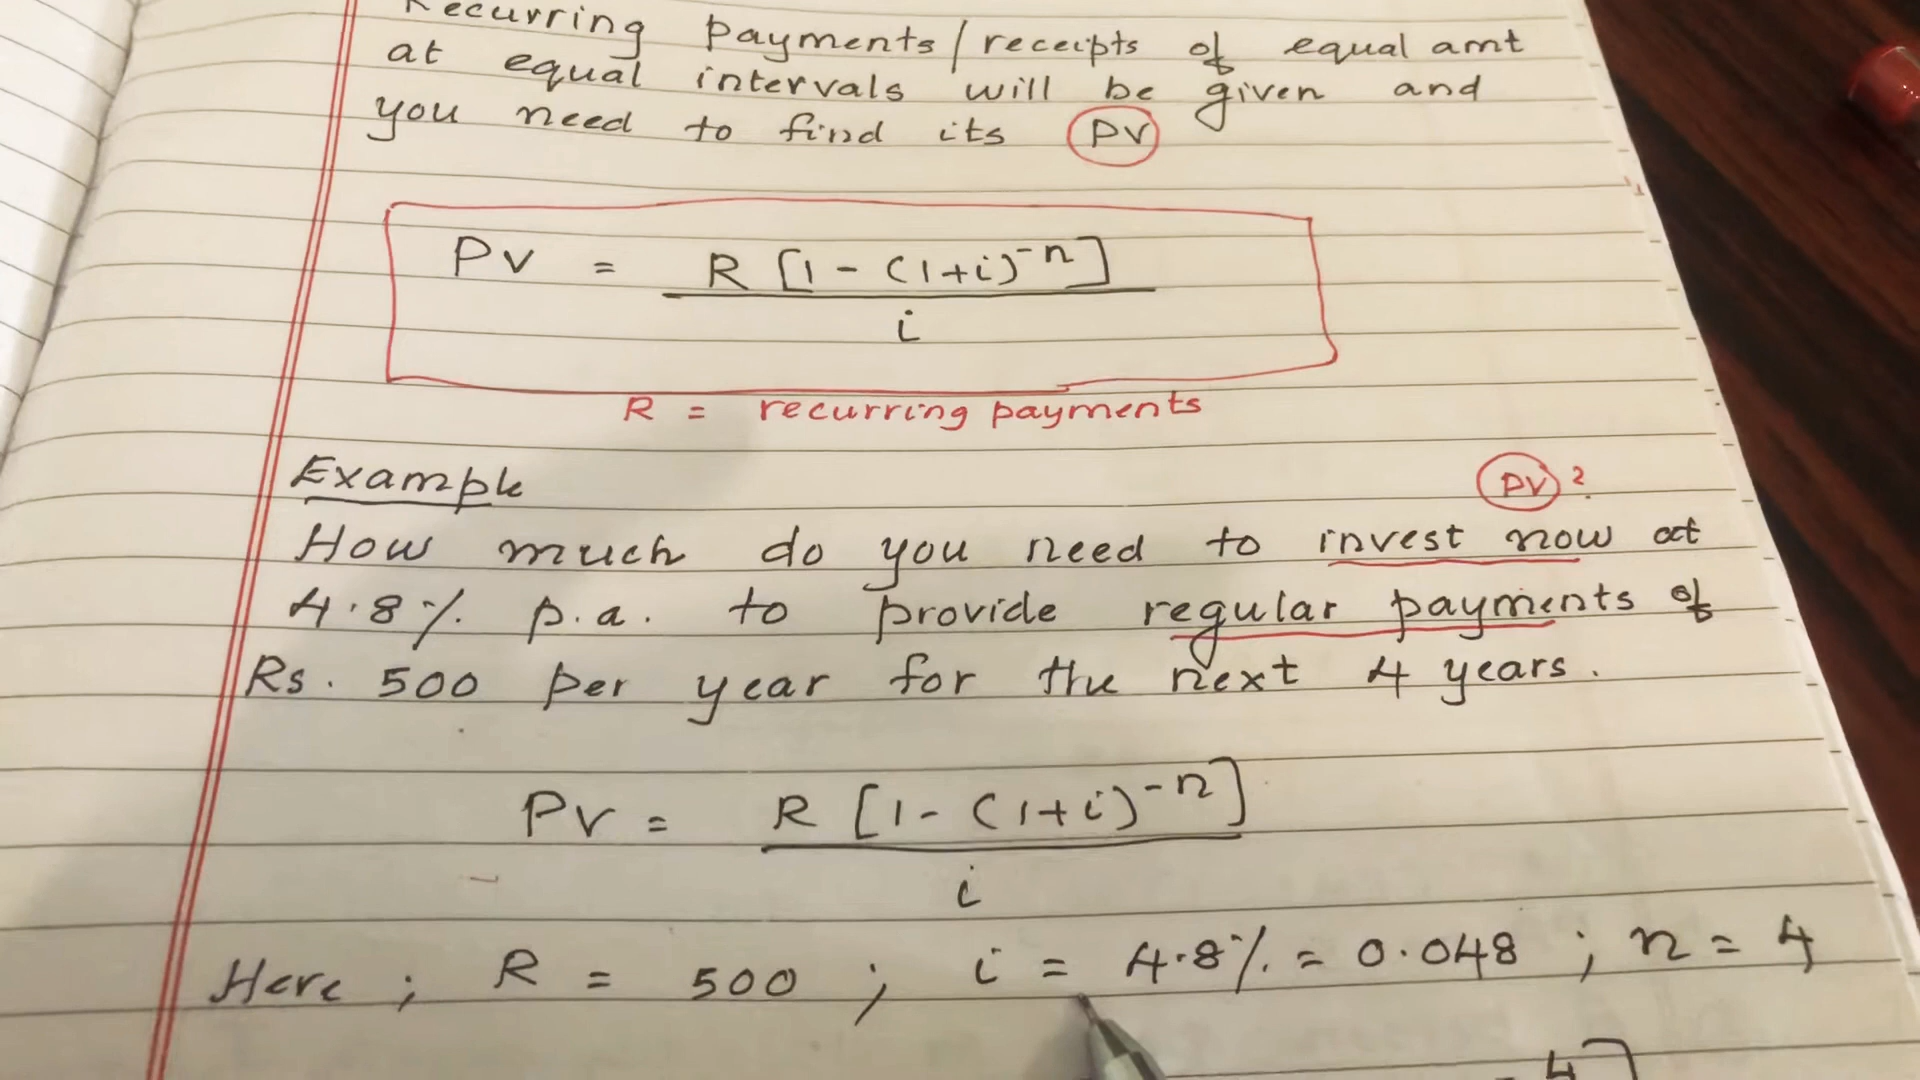 Recurring payments/receipts of equal amt
at equal intervals will be given and
you need to find its PV
PV = R [1 - (1+i)^-n]
i
R = recurring payments
Example
PV ?
How much do you need to invest now at
4.8% p.a. to provide regular payments of
Rs. 500 per year for the next 4 years.
PV = R [1 - (1+i)^-n]
i
Here ; R = 500 ; i = 4.8% = 0.048 ; n = 4